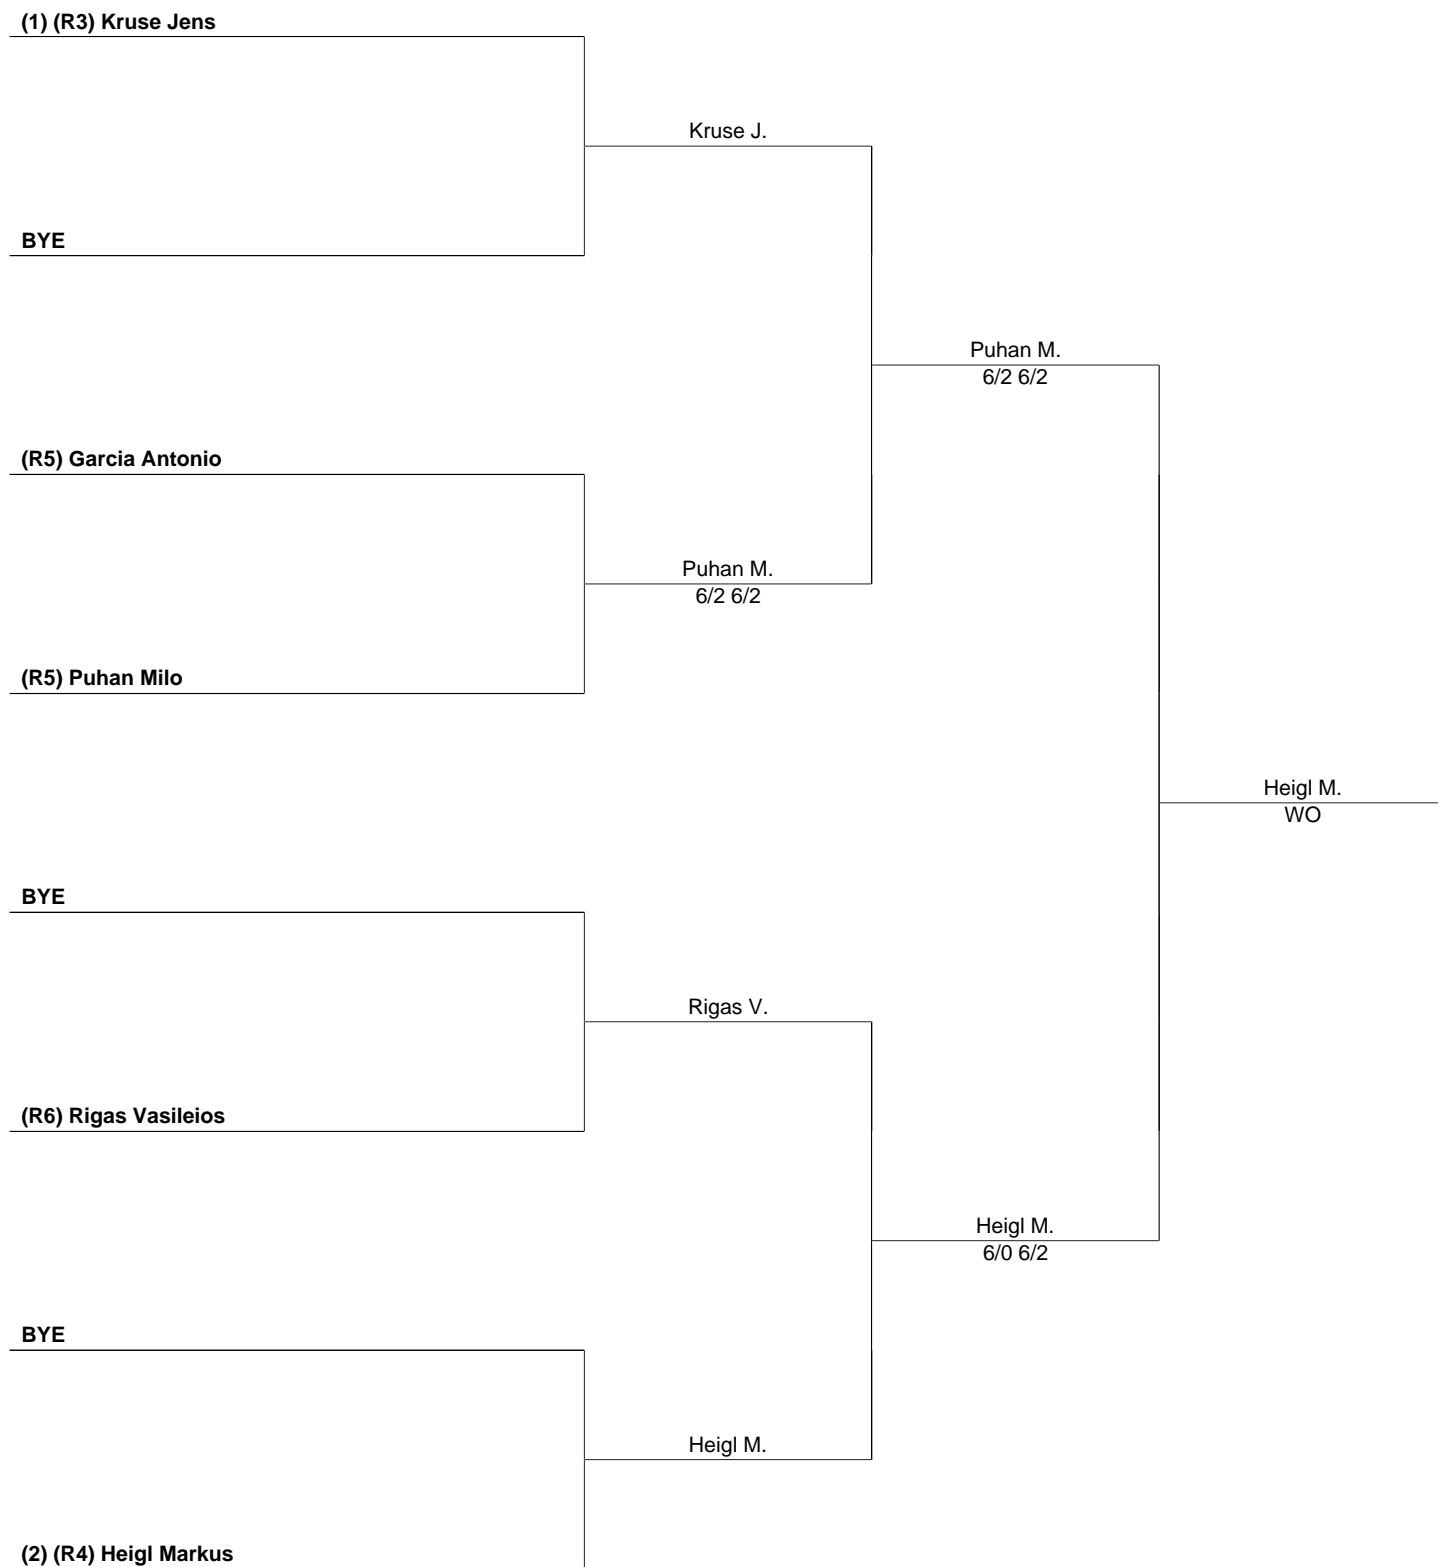 (1) (R3) Kruse Jens
Kruse J.
BYE
Puhan M.
6/2 6/2
(R5) Garcia Antonio
Puhan M.
6/2 6/2
(R5) Puhan Milo
Heigl M.
WO
BYE
Rigas V.
(R6) Rigas Vasileios
Heigl M.
6/0 6/2
BYE
Heigl M.
(2) (R4) Heigl Markus